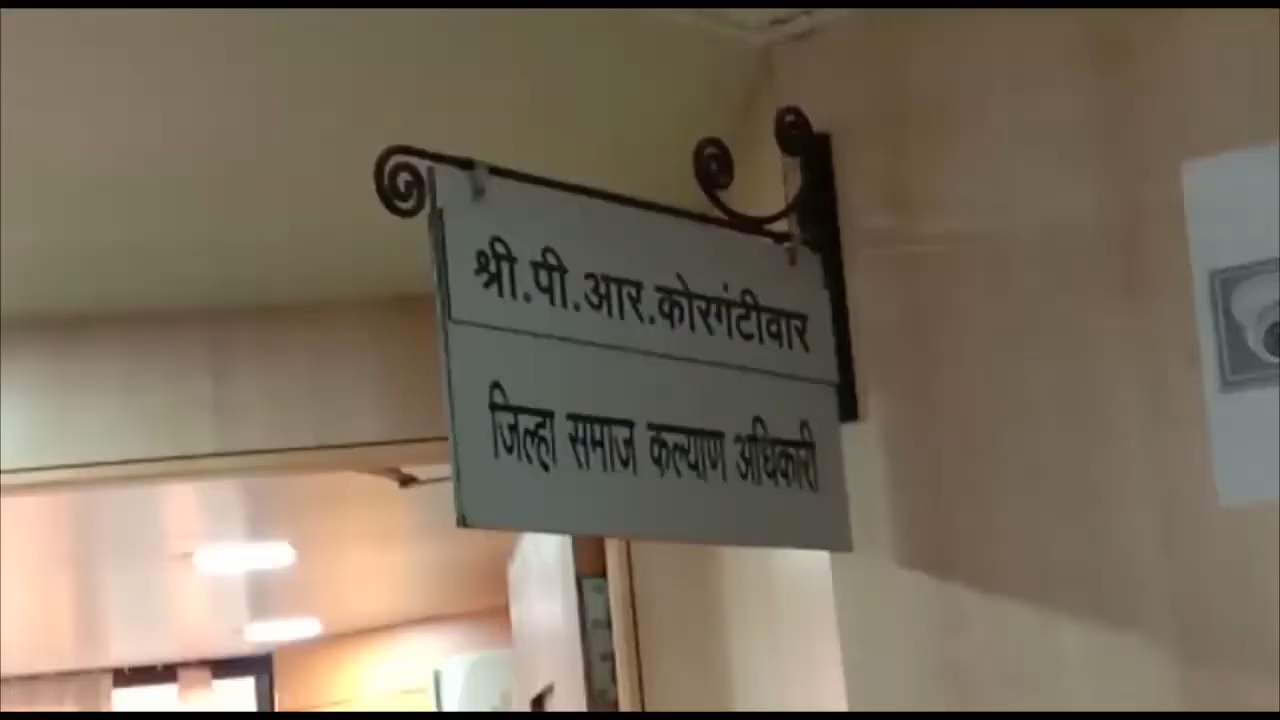 श्री.पी.आर.कोरगंटीवार
जिल्हा समाज कल्याण अधिकारी